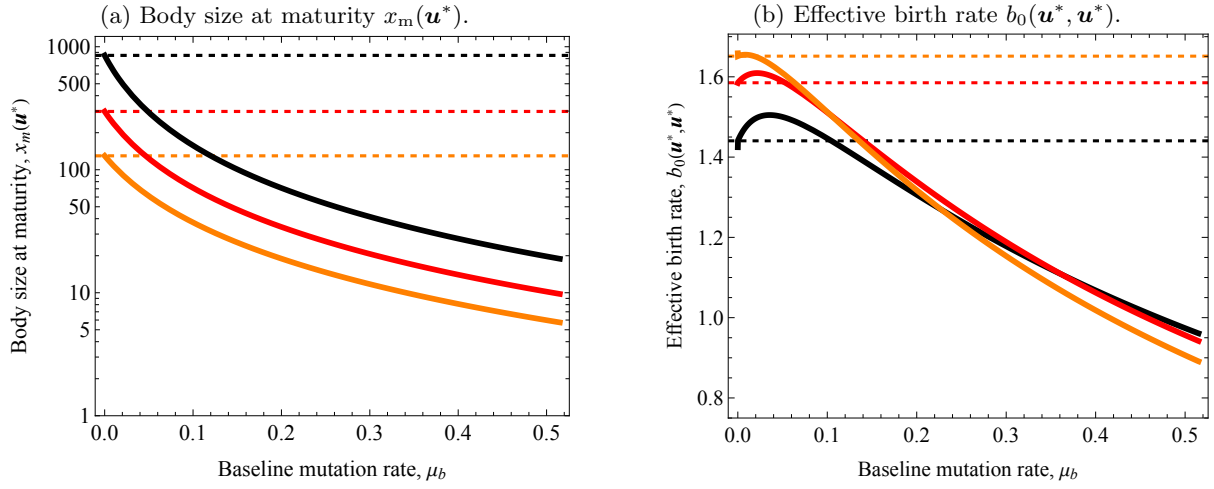 (a) Body size at maturity x_m(u*).
1000
500
100
50
10
5
1
0.0 0.1 0.2 0.3 0.4 0.5
Body size at maturity, x_m(u*)
Baseline mutation rate, μ_b
(b) Effective birth rate b_0(u*, u*).
1.6
1.4
1.2
1.0
0.8
0.0 0.1 0.2 0.3 0.4 0.5
Effective birth rate, b_0(u*,u*)
Baseline mutation rate, μ_b